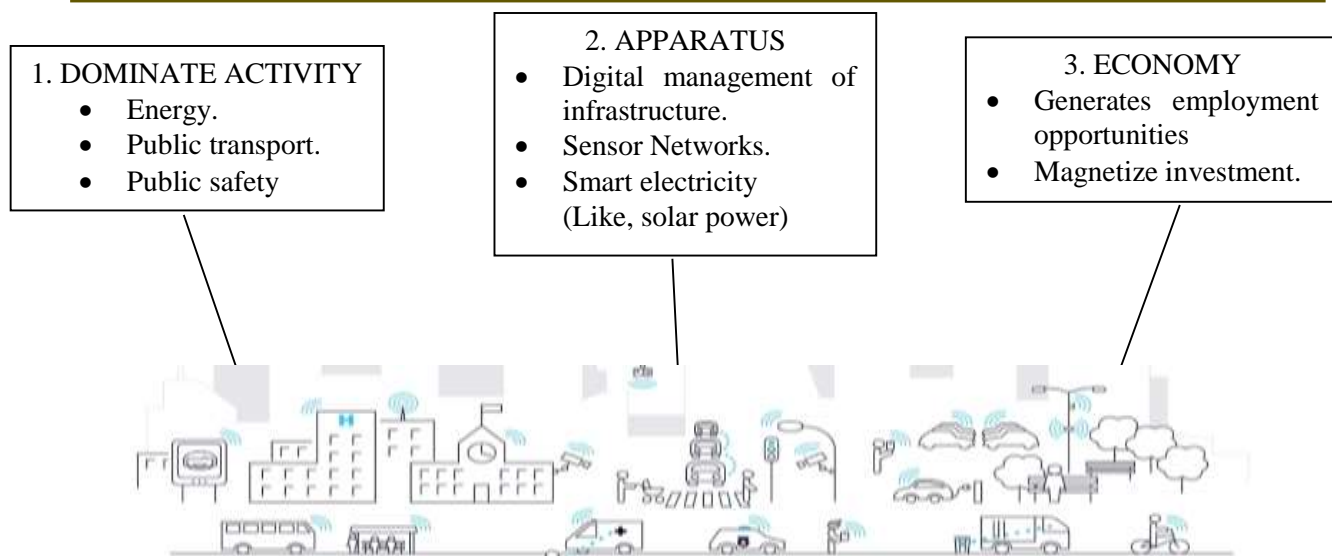 1. DOMINATE ACTIVITY
• Energy.
• Public transport.
• Public safety
2. APPARATUS
• Digital management of
infrastructure.
• Sensor Networks.
• Smart electricity
(Like, solar power)
3. ECONOMY
• Generates employment
opportunities
• Magnetize investment.
H